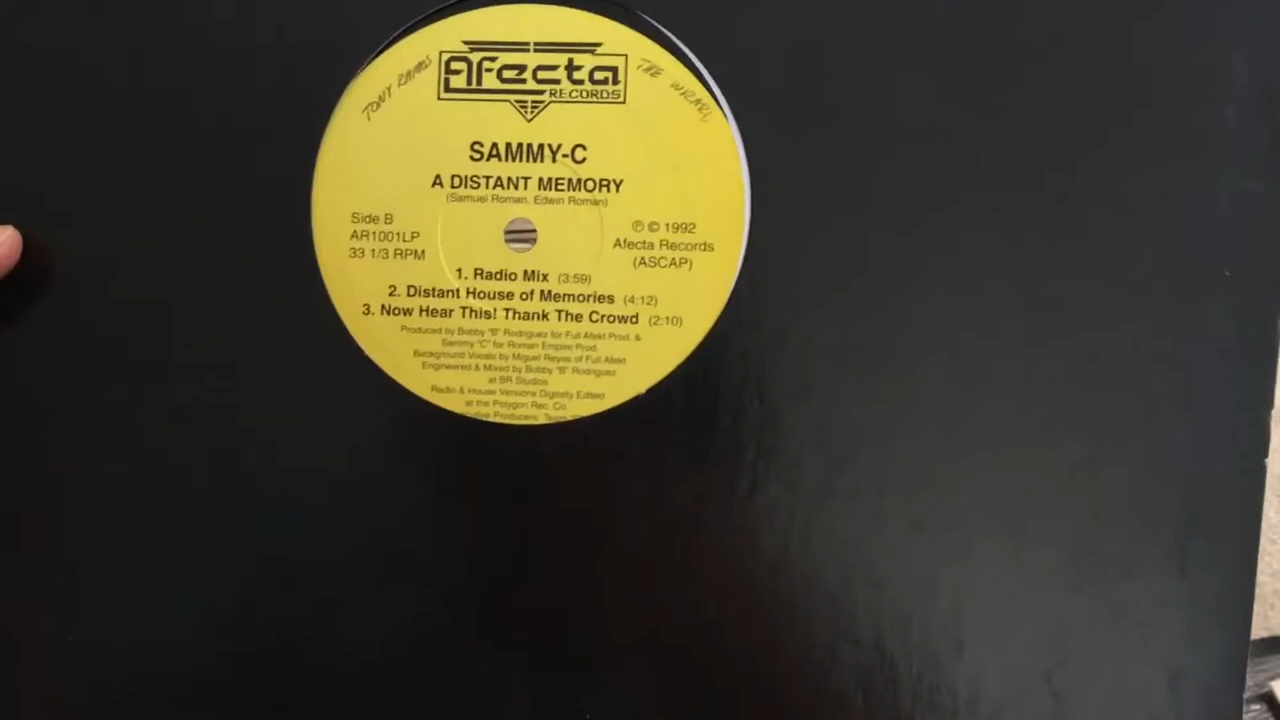 TONY RAMOS
Afecta
RECORDS
THE WIZARD
SAMMY-C
A DISTANT MEMORY
(Samuel Roman, Edwin Roman)
Side B
AR1001LP
33 1/3 RPM
℗ © 1992
Afecta Records
(ASCAP)
1. Radio Mix (3:59)
2. Distant House of Memories (4:12)
3. Now Hear This! Thank The Crowd (2:10)
Produced by Bobby "B" Rodriguez for Full Afekt Prod. &
Sammy "C" for Roman Empire Prod.
Background Vocals by Miguel Reyes of Full Afekt
Engineered & Mixed by Bobby "B" Rodriguez
at BR Studios
Radio & House Versions Digitally Edited
at the Polygon Rec. Co.
Producers: Team